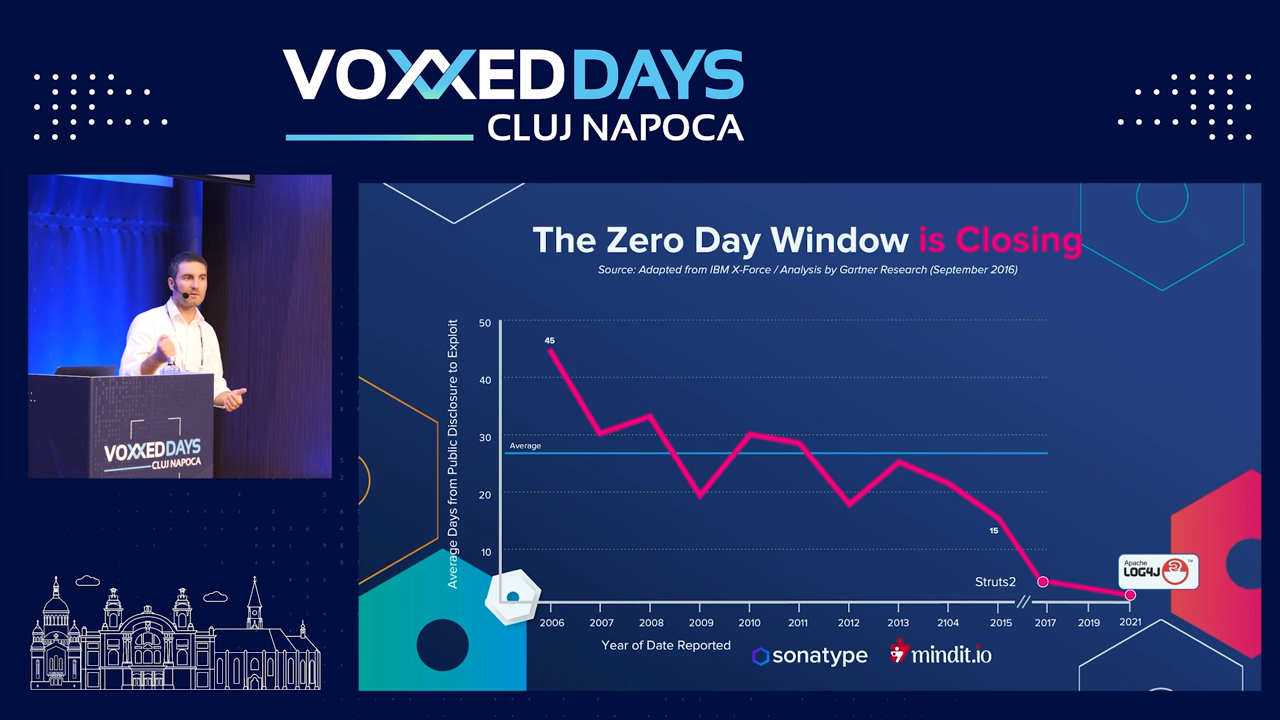 VOXXEDDAYS
CLUJ NAPOCA
VOXXEDDAYS
CLUJ NAPOCA
The Zero Day Window is Closing
Source: Adapted from IBM X-Force / Analysis by Gartner Research (September 2016)
Average Days from Public Disclosure to Exploit
50
40
30
20
10
45
Average
15
Struts2
Apache
LOG4J
TM
2006 2007 2008 2009 2010 2011 2012 2013 2104 2015 2017 2019 2021
Year of Date Reported
sonatype
mindit.io